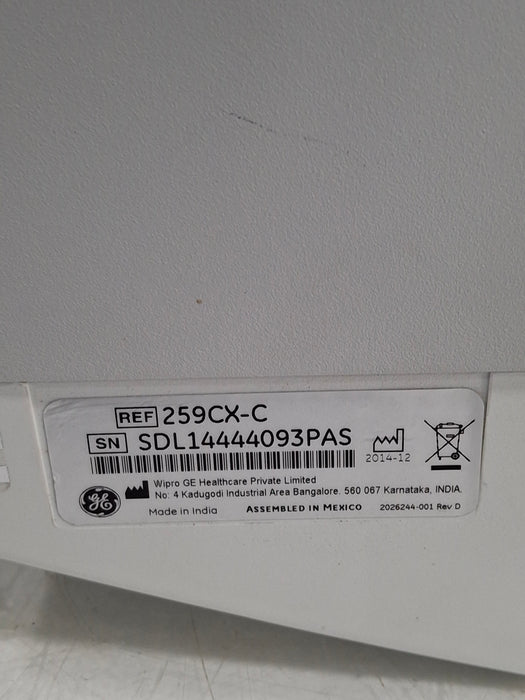 REF 259CX-C
SN SDL14444093PAS
2014-12
Wipro GE Healthcare Private Limited
No: 4 Kadugodi Industrial Area Bangalore. 560 067 Karnataka, INDIA.
GE
Made in India ASSEMBLED IN MEXICO 2026244-001 Rev D